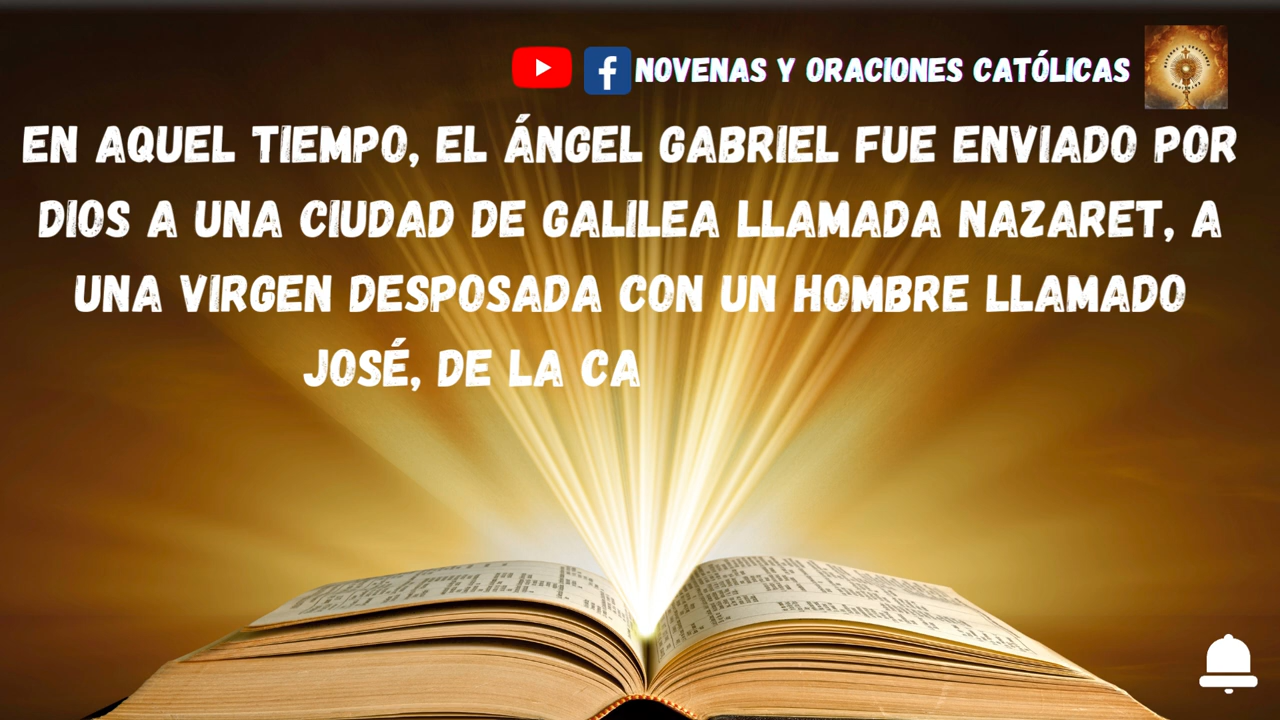 NOVENAS Y ORACIONES CATÓLICAS
EN AQUEL TIEMPO, EL ÁNGEL GABRIEL FUE ENVIADO POR
DIOS A UNA CIUDAD DE GALILEA LLAMADA NAZARET, A
UNA VIRGEN DESPOSADA CON UN HOMBRE LLAMADO
JOSÉ, DE LA CA